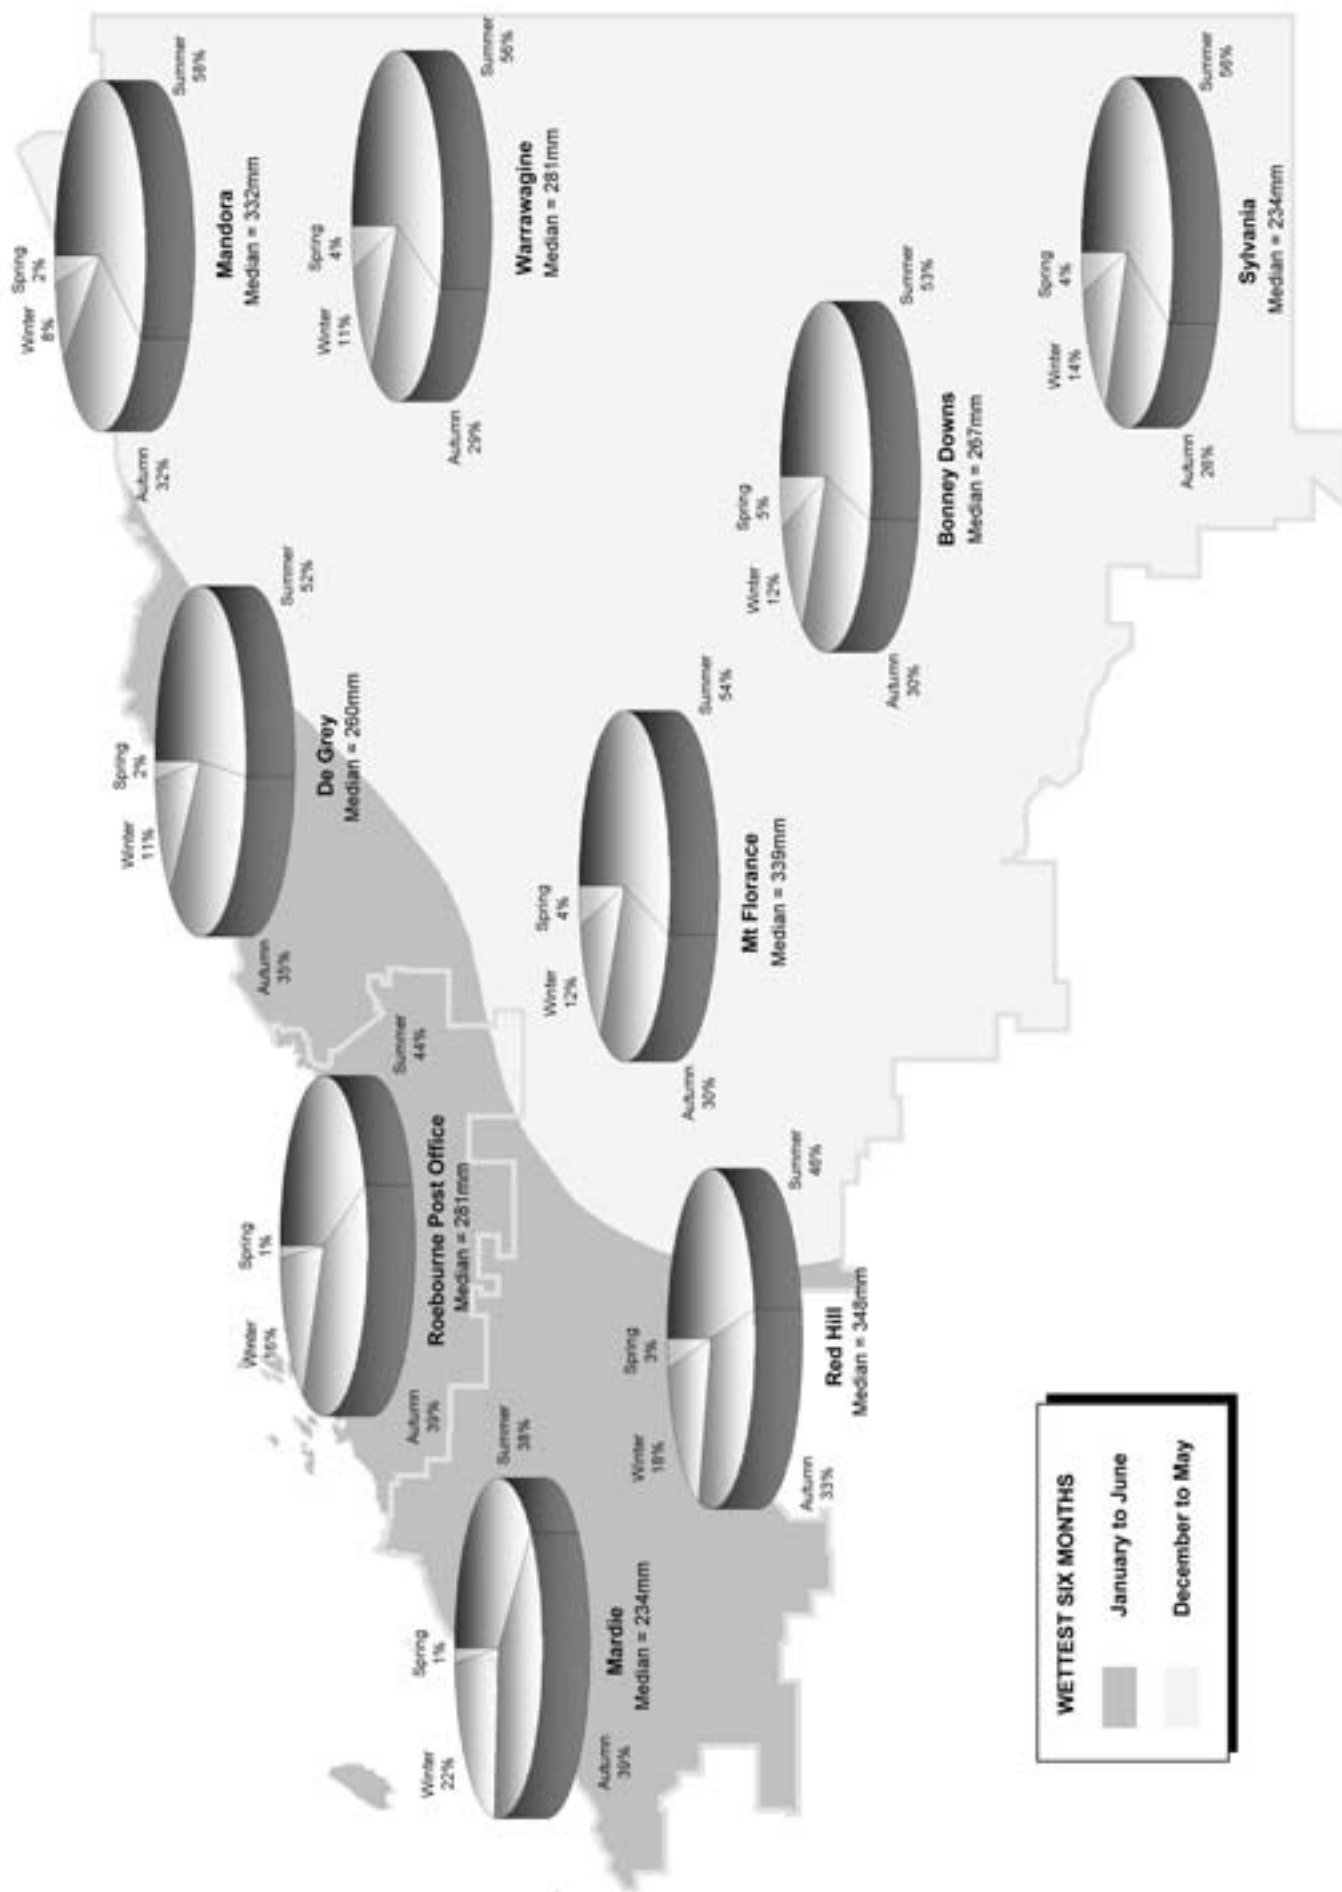 Spring
2%
Winter
8%
Summer
58%
Autumn
32%
Mandora
Median = 332mm
Spring
4%
Winter
11%
Summer
56%
Autumn
29%
Warrawagine
Median = 281mm
Spring
2%
Winter
11%
Summer
52%
Autumn
35%
De Grey
Median = 260mm
Spring
1%
Winter
16%
Summer
44%
Autumn
39%
Roebourne Post Office
Median = 281mm
Spring
1%
Winter
22%
Summer
38%
Autumn
39%
Mardie
Median = 234mm
Spring
3%
Winter
18%
Summer
46%
Autumn
33%
Red Hill
Median = 348mm
Spring
4%
Winter
12%
Summer
54%
Autumn
30%
Mt Florance
Median = 339mm
Spring
5%
Winter
12%
Summer
53%
Autumn
30%
Bonney Downs
Median = 267mm
Spring
4%
Winter
14%
Summer
56%
Autumn
26%
Sylvania
Median = 234mm
WETTEST SIX MONTHS
January to June
December to May